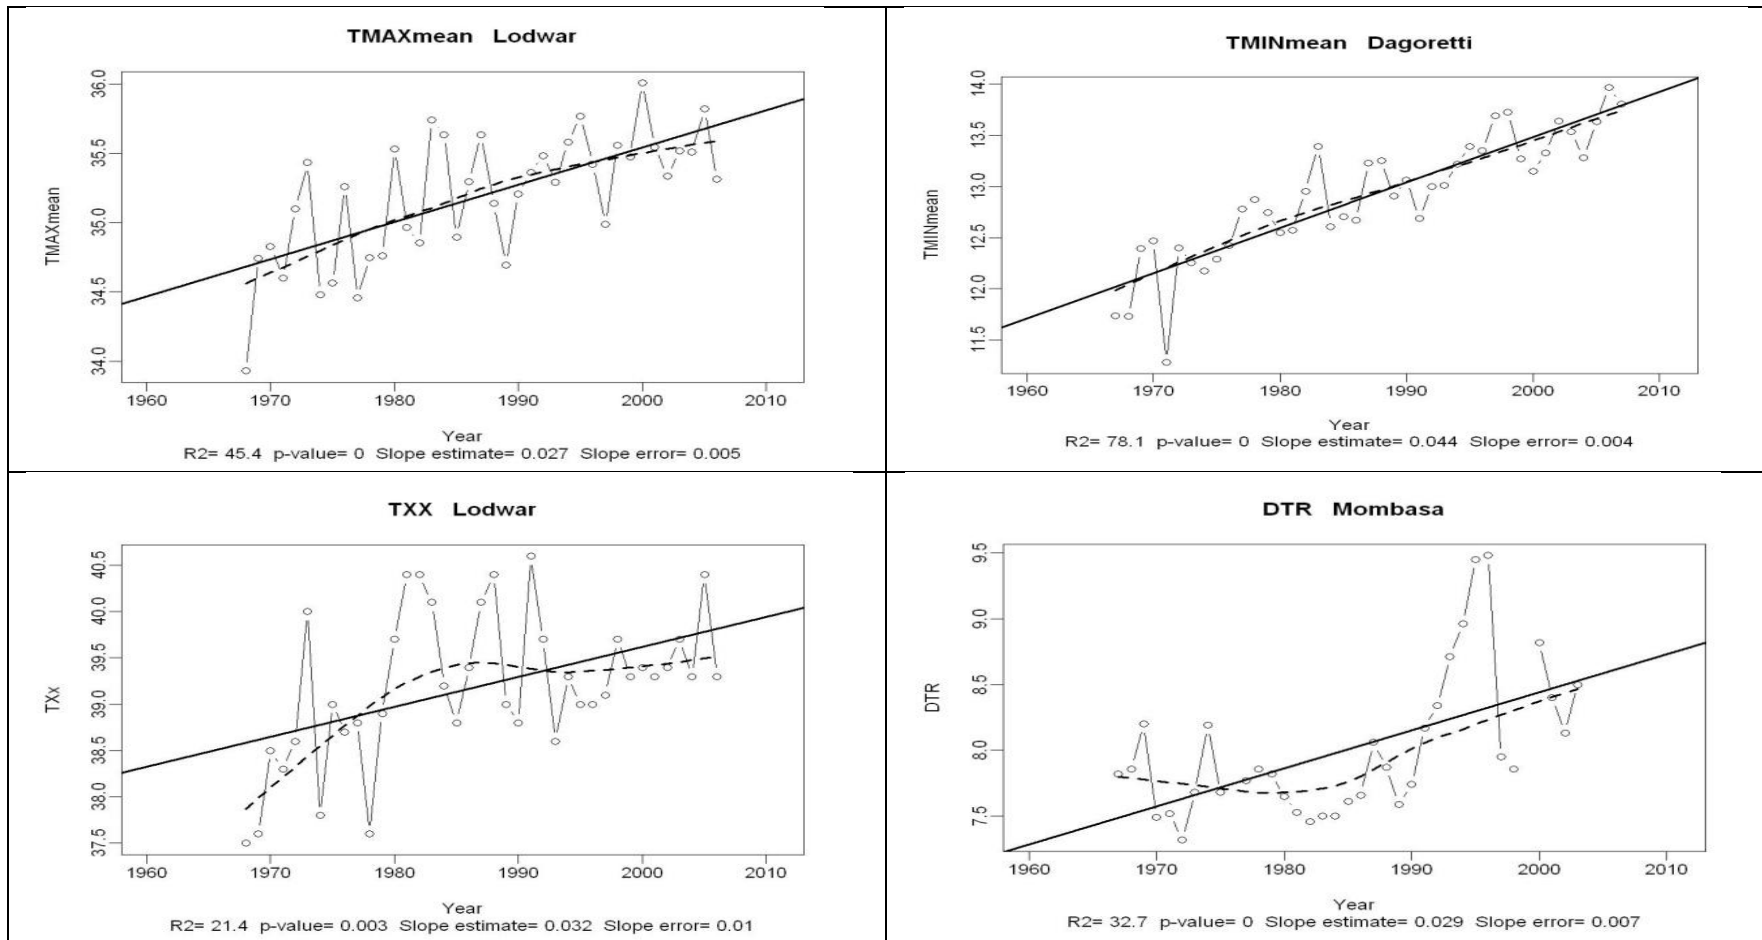 TMAXmean Lodwar
TMAXmean
36.0
35.5
35.0
34.5
34.0
1960 1970 1980 1990 2000 2010
Year
R2= 45.4 p-value= 0 Slope estimate= 0.027 Slope error= 0.005
TMINmean Dagoretti
TMINmean
14.0
13.5
13.0
12.5
12.0
11.5
1960 1970 1980 1990 2000 2010
Year
R2= 78.1 p-value= 0 Slope estimate= 0.044 Slope error= 0.004
TXX Lodwar
TXx
40.5
40.0
39.5
39.0
38.5
38.0
37.5
1960 1970 1980 1990 2000 2010
Year
R2= 21.4 p-value= 0.003 Slope estimate= 0.032 Slope error= 0.01
DTR Mombasa
DTR
9.5
9.0
8.5
8.0
7.5
1960 1970 1980 1990 2000 2010
Year
R2= 32.7 p-value= 0 Slope estimate= 0.029 Slope error= 0.007